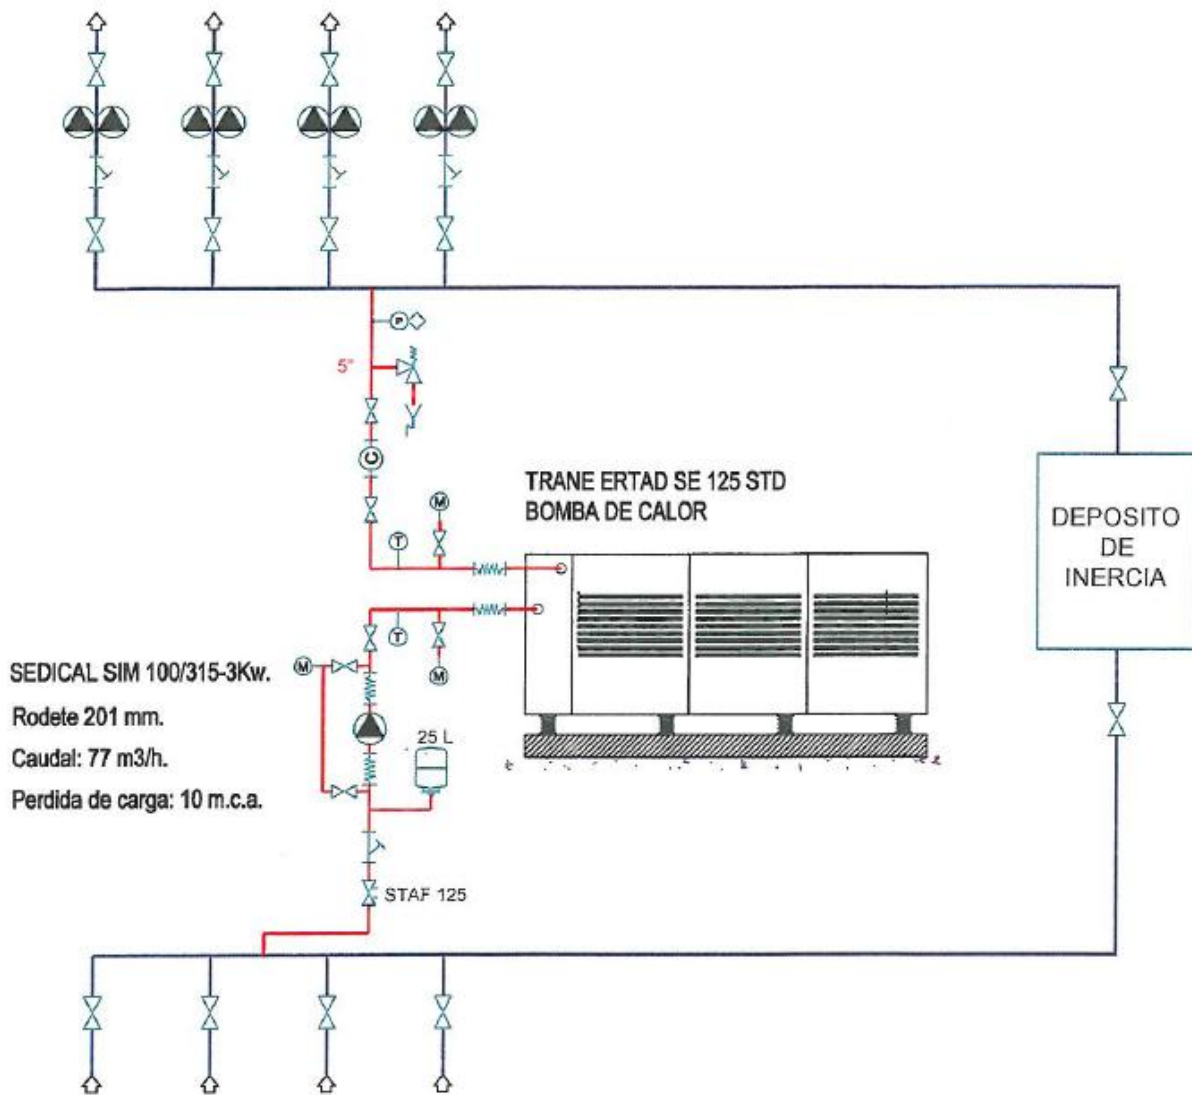 P
5"
C
TRANE ERTAD SE 125 STD
BOMBA DE CALOR
M
T
DEPOSITO
DE
INERCIA
T
M
M
SEDICAL SIM 100/315-3Kw.
Rodete 201 mm.
Caudal: 77 m3/h.
Perdida de carga: 10 m.c.a.
25 L
STAF 125